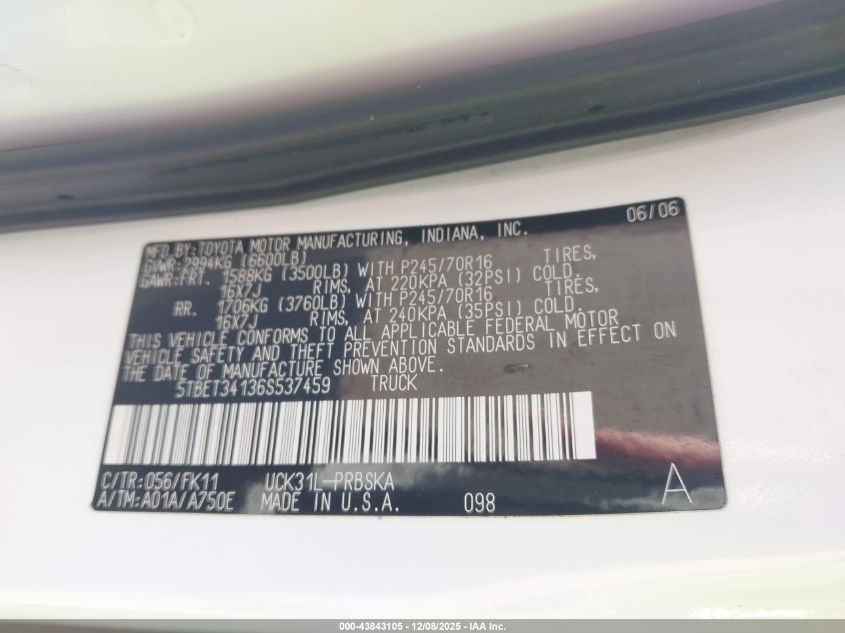 06/06
MFD.BY:TOYOTA MOTOR MANUFACTURING, INDIANA, INC.
GVWR:2994KG (6600LB)
GAWR:FRT. 1588KG (3500LB) WITH P245/70R16 TIRES,
16X7J RIMS, AT 220KPA (32PSI) COLD.
RR. 1706KG (3760LB) WITH P245/70R16 TIRES,
16X7J RIMS, AT 240KPA (35PSI) COLD.
THIS VEHICLE CONFORMS TO ALL APPLICABLE FEDERAL MOTOR
VEHICLE SAFETY AND THEFT PREVENTION STANDARDS IN EFFECT ON
THE DATE OF MANUFACTURE SHOWN ABOVE.
5TBET34136S537459 TRUCK
C/TR:056/FK11 UCK31L-PRBSKA
A/TM:A01A/A750E MADE IN U.S.A. 098 A
000-43843105 - 12/08/2025 - IAA Inc.